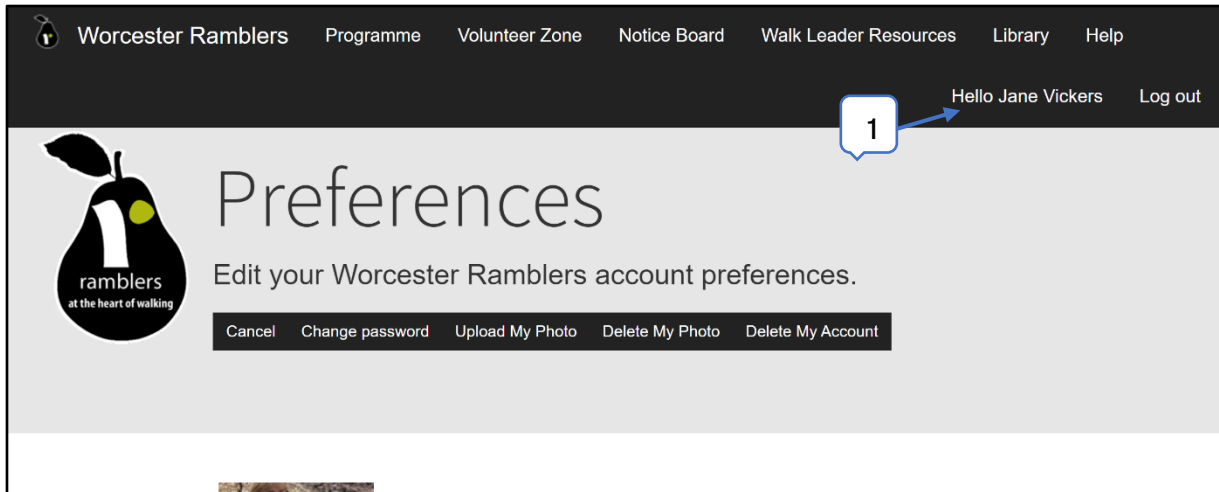 Worcester Ramblers Programme Volunteer Zone Notice Board Walk Leader Resources Library Help
Hello Jane Vickers Log out
1
Preferences
Edit your Worcester Ramblers account preferences.
ramblers
at the heart of walking
Cancel Change password Upload My Photo Delete My Photo Delete My Account